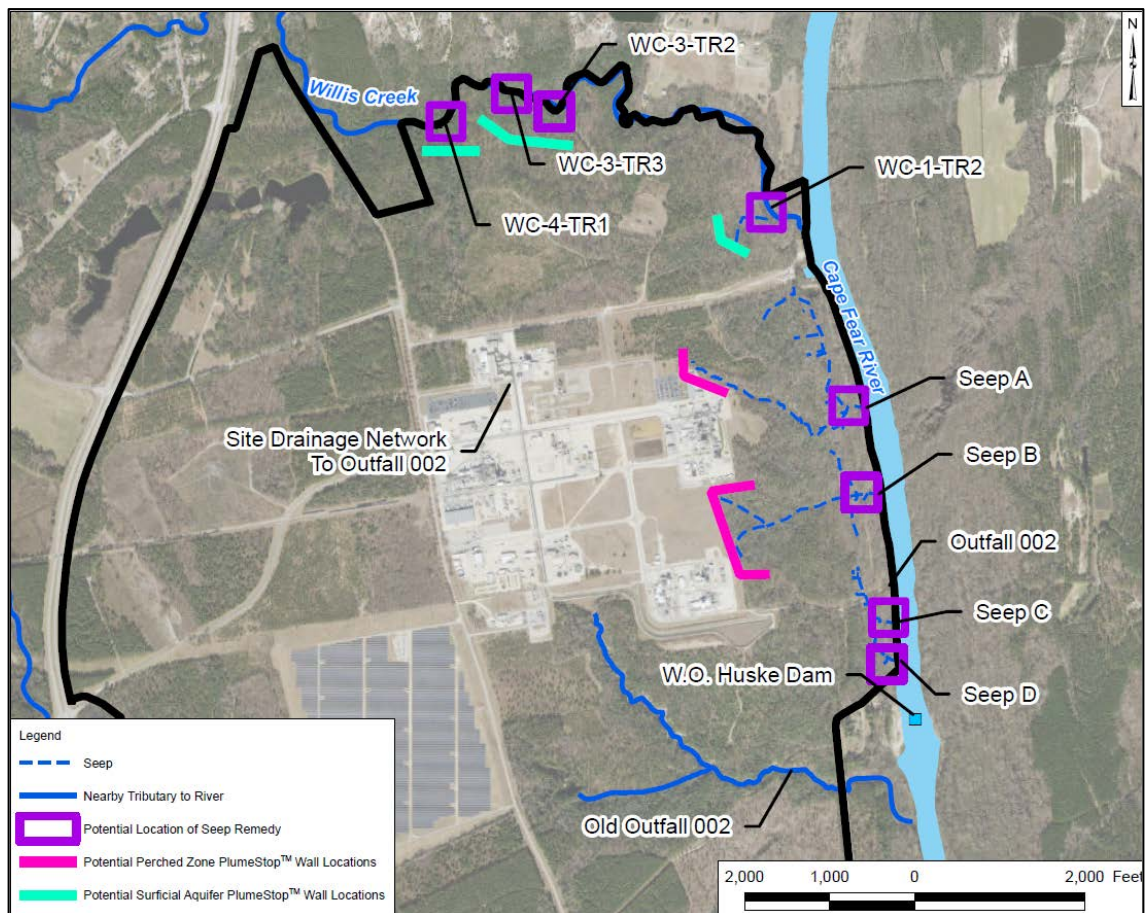 N
WC-3-TR2
Willis Creek
WC-3-TR3
WC-1-TR2
WC-4-TR1
Cape Fear River
Seep A
Site Drainage Network
To Outfall 002
Seep B
Outfall 002
Seep C
W.O. Huske Dam
Seep D
Old Outfall 002
Legend
Seep
Nearby Tributary to River
Potential Location of Seep Remedy
Potential Perched Zone PlumeStop™ Wall Locations
Potential Surficial Aquifer PlumeStop™ Wall Locations
2,000 1,000 0 2,000 Feet